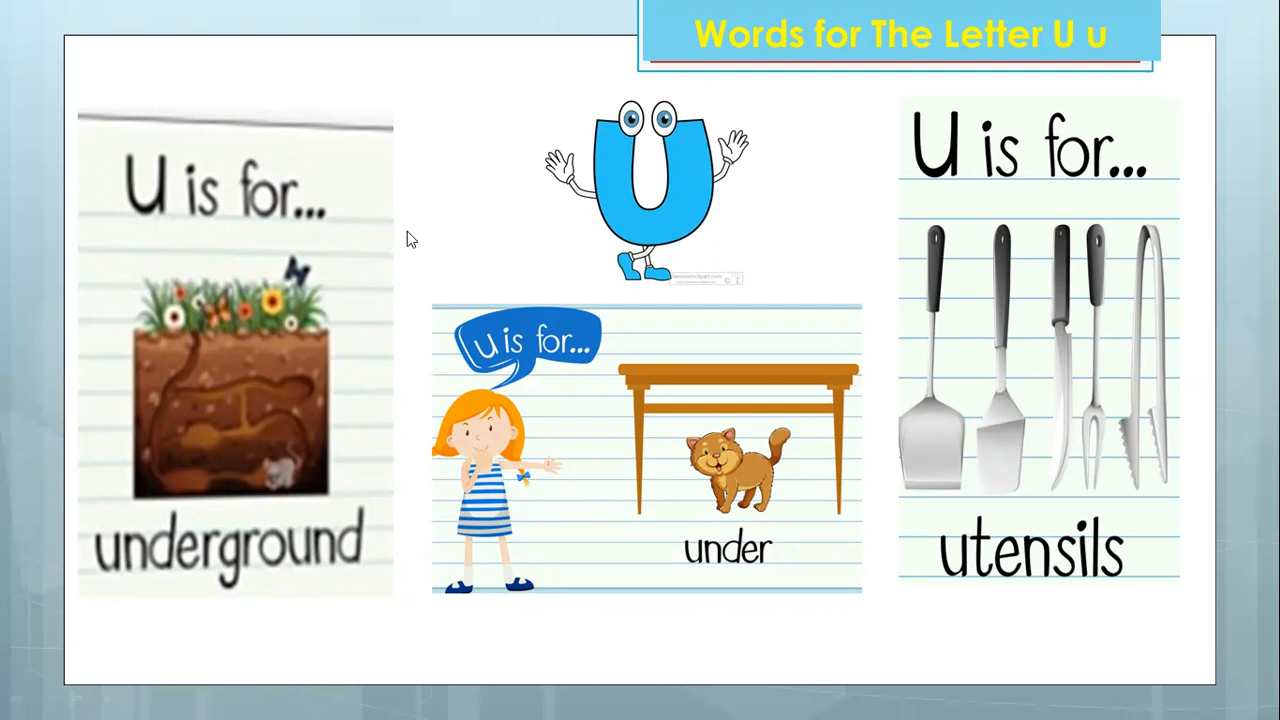 Words for The Letter U u
U is for...
underground
u is for...
under
U is for...
utensils